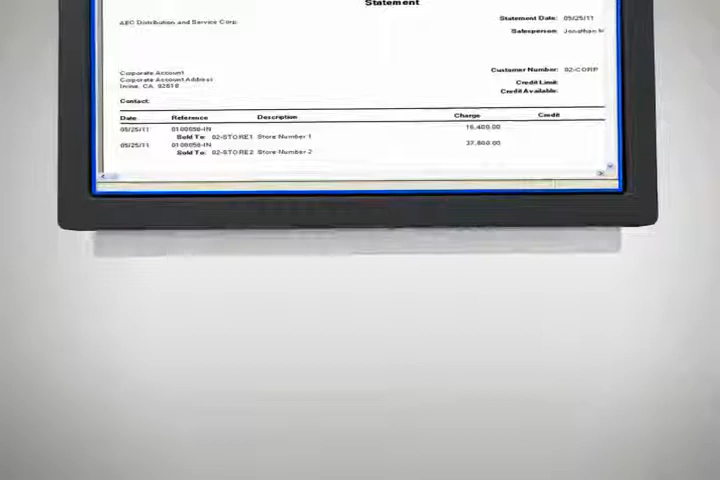 Statement
ABC Distribution and Service Corp.
Statement Date: 05/25/11
Salesperson: Jonathan M
Customer Number: 02-CORP
Corporate Account
Corporate Account Address
Irvine, CA 92618
Credit Limit:
Credit Available:
Contact:
Date Reference Description Charge Credit
05/25/11 0100055-IN 16,400.00
Sold To: 02-STORE1 Store Number 1
05/25/11 37,800.00
Sold To: 02-STORE2 Store Number 2